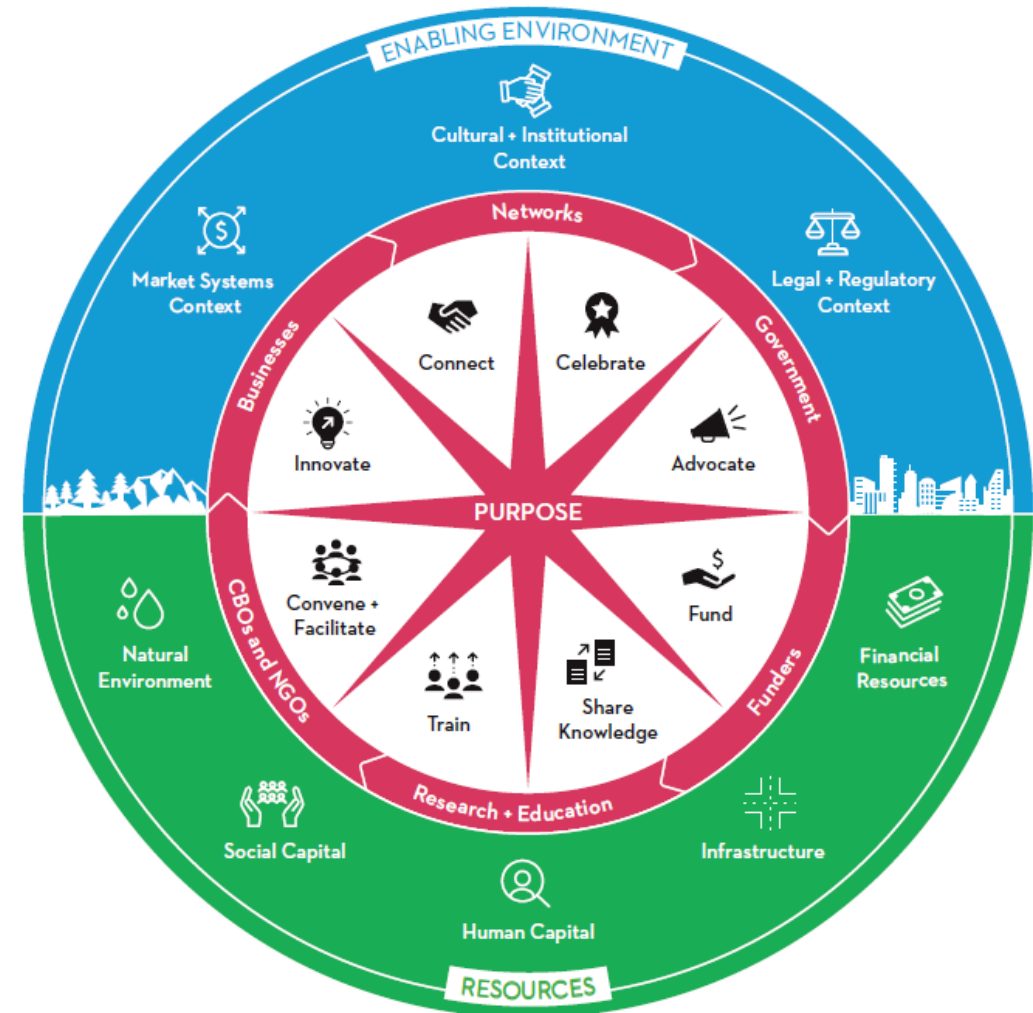 ENABLING ENVIRONMENT
Cultural + Institutional
Context
Market Systems
Context
Legal + Regulatory
Context
Networks
Businesses
Government
Connect
Celebrate
Innovate
Advocate
PURPOSE
Convene +
Facilitate
Fund
Train
Share
Knowledge
CBOs and NGOs
Funders
Research + Education
Natural
Environment
Financial
Resources
Social Capital
Infrastructure
Human Capital
RESOURCES
$
$